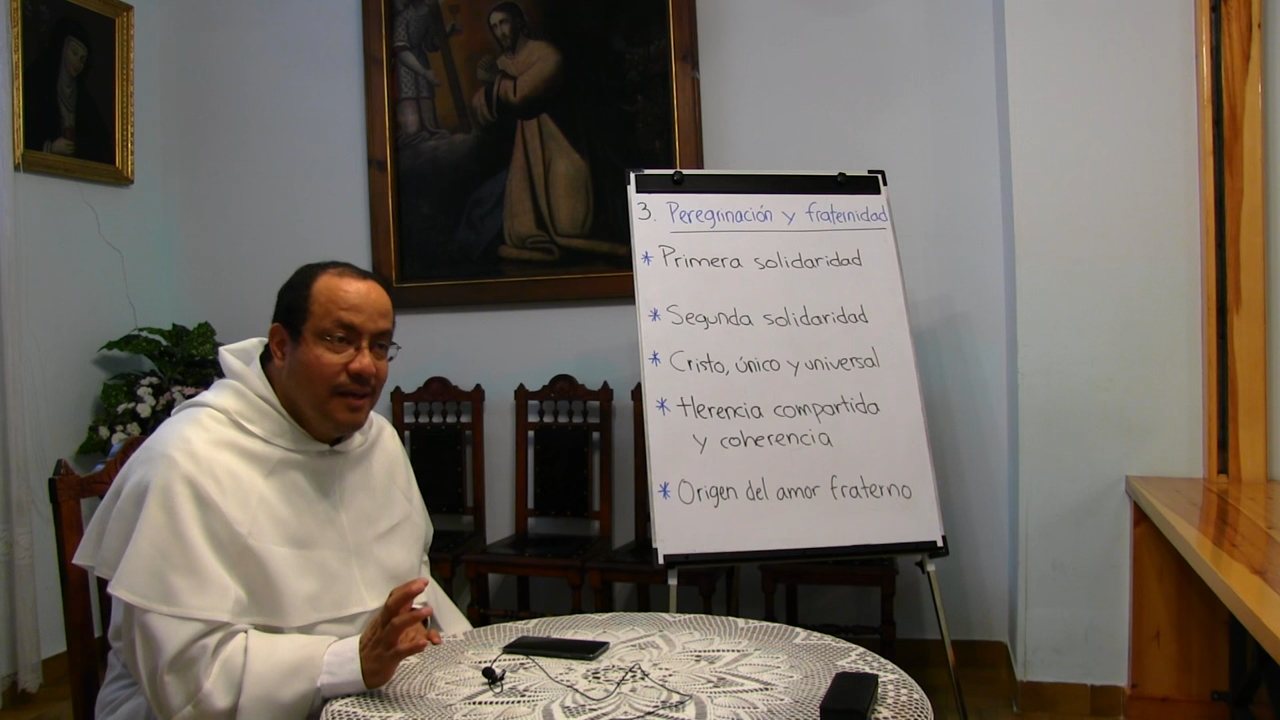 3. Peregrinación y fraternidad
* Primera solidaridad
* Segunda solidaridad
* Cristo, único y universal
* Herencia compartida
y coherencia
* Origen del amor fraterno